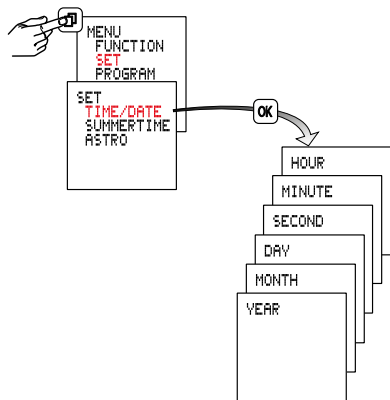 MENU
FUNCTION
SET
PROGRAM
SET
TIME/DATE
SUMMERTIME
ASTRO
OK
HOUR
MINUTE
SECOND
DAY
MONTH
YEAR